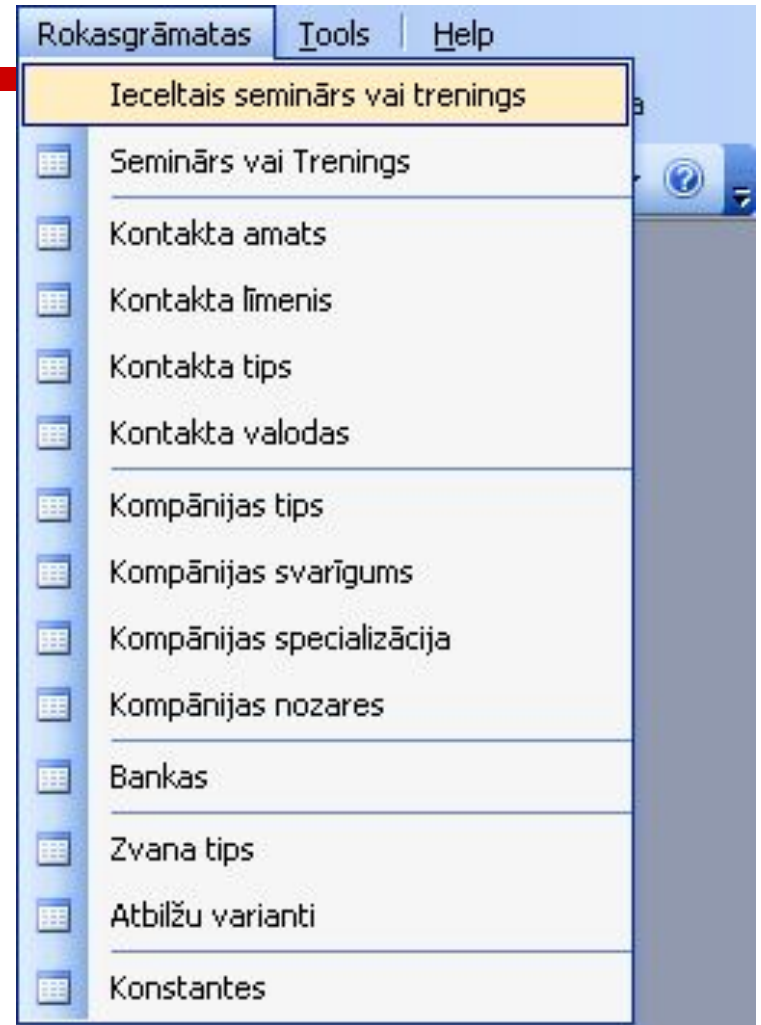 Rokasgrāmatas Tools Help
Ieceltais seminārs vai trenings
a
Seminārs vai Trenings
Kontakta amats
Kontakta līmenis
Kontakta tips
Kontakta valodas
Kompānijas tips
Kompānijas svarīgums
Kompānijas specializācija
Kompānijas nozares
Bankas
Zvana tips
Atbilžu varianti
Konstantes